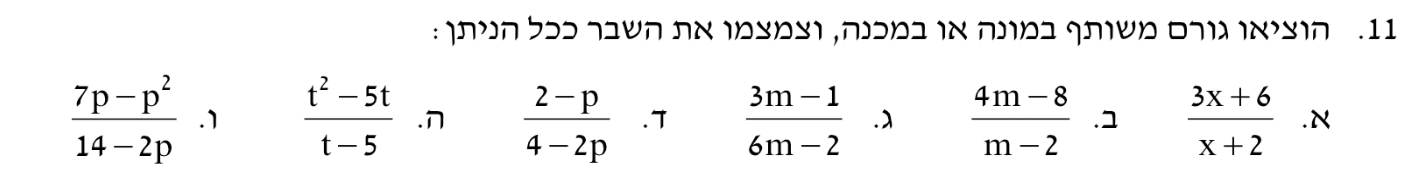 11. הוציאו גורם משותף במונה או במכנה, וצמצמו את השבר ככל הניתן :
א. (3x + 6)/(x + 2) ב. (4m − 8)/(m − 2) ג. (3m − 1)/(6m − 2) ד. (2 − p)/(4 − 2p) ה. (t² − 5t)/(t − 5) ו. (7p − p²)/(14 − 2p)